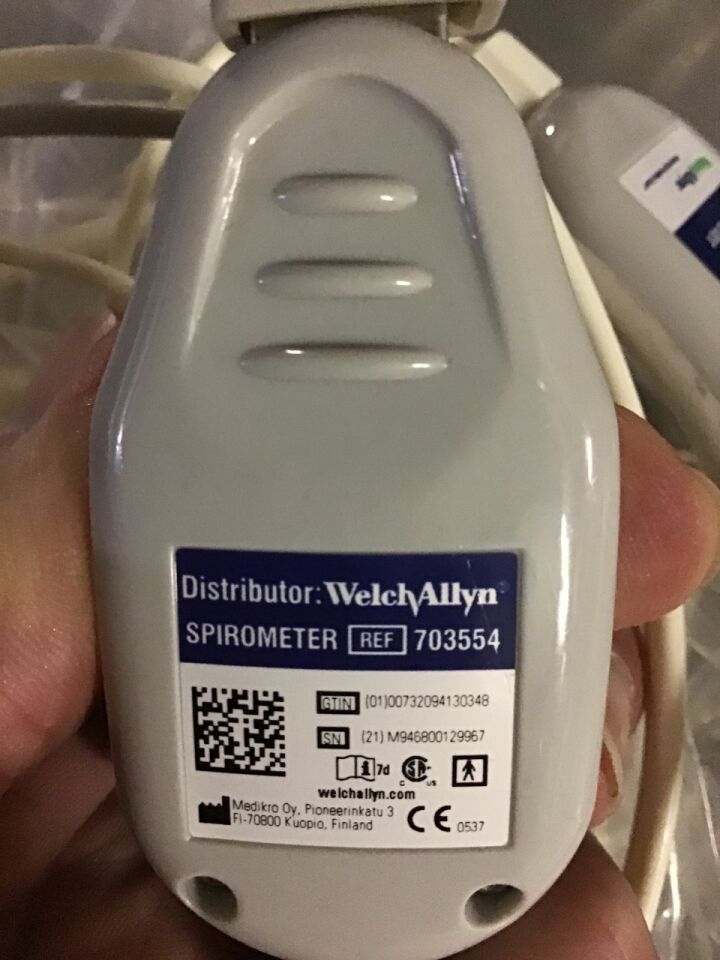 Distributor: WelchAllyn®
SPIROMETER REF 703554
GTIN (01)00732094130348
SN (21) M946800129967
7d
C US
welchallyn.com
Medikro Oy, Pioneerinkatu 3
FI-70800 Kuopio, Finland
CE 0537